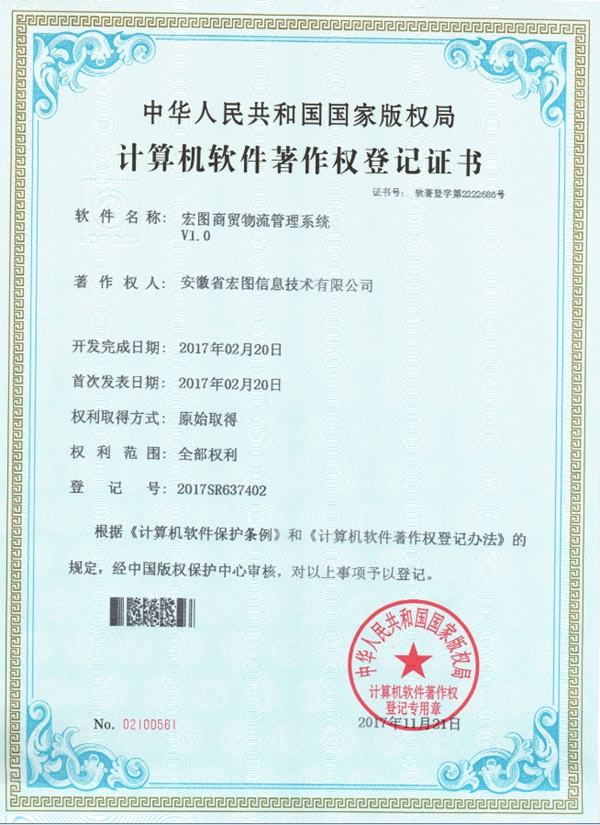 中华人民共和国国家版权局
计算机软件著作权登记证书
证书号： 软著登字第2222686号
软件名称： 宏图商贸物流管理系统
V1.0
著作权人： 安徽省宏图信息技术有限公司
开发完成日期： 2017年02月20日
首次发表日期： 2017年02月20日
权利取得方式： 原始取得
权利范围： 全部权利
登记号： 2017SR637402
根据《计算机软件保护条例》和《计算机软件著作权登记办法》的
规定，经中国版权保护中心审核，对以上事项予以登记。
中华人民共和国国家版权局
计算机软件著作权
登记专用章
No. 02100561
2017年11月21日